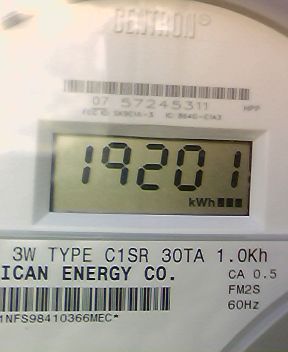 CENTRON®
07 57245311 HPP
19201
kWh
3W TYPE C1SR 30TA 1.0Kh
ICAN ENERGY CO. CA 0.5
FM2S
60Hz
1NFS98410366MEC*